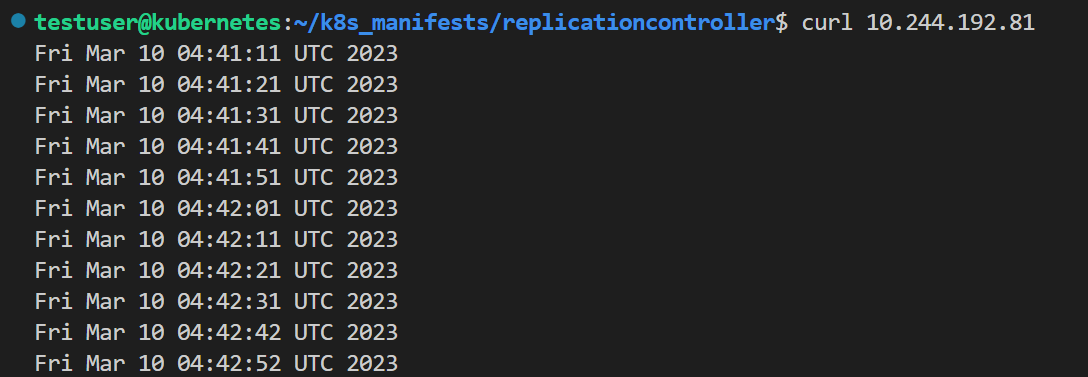 testuser@kubernetes:~/k8s_manifests/replicationcontroller$ curl 10.244.192.81
Fri Mar 10 04:41:11 UTC 2023
Fri Mar 10 04:41:21 UTC 2023
Fri Mar 10 04:41:31 UTC 2023
Fri Mar 10 04:41:41 UTC 2023
Fri Mar 10 04:41:51 UTC 2023
Fri Mar 10 04:42:01 UTC 2023
Fri Mar 10 04:42:11 UTC 2023
Fri Mar 10 04:42:21 UTC 2023
Fri Mar 10 04:42:31 UTC 2023
Fri Mar 10 04:42:42 UTC 2023
Fri Mar 10 04:42:52 UTC 2023